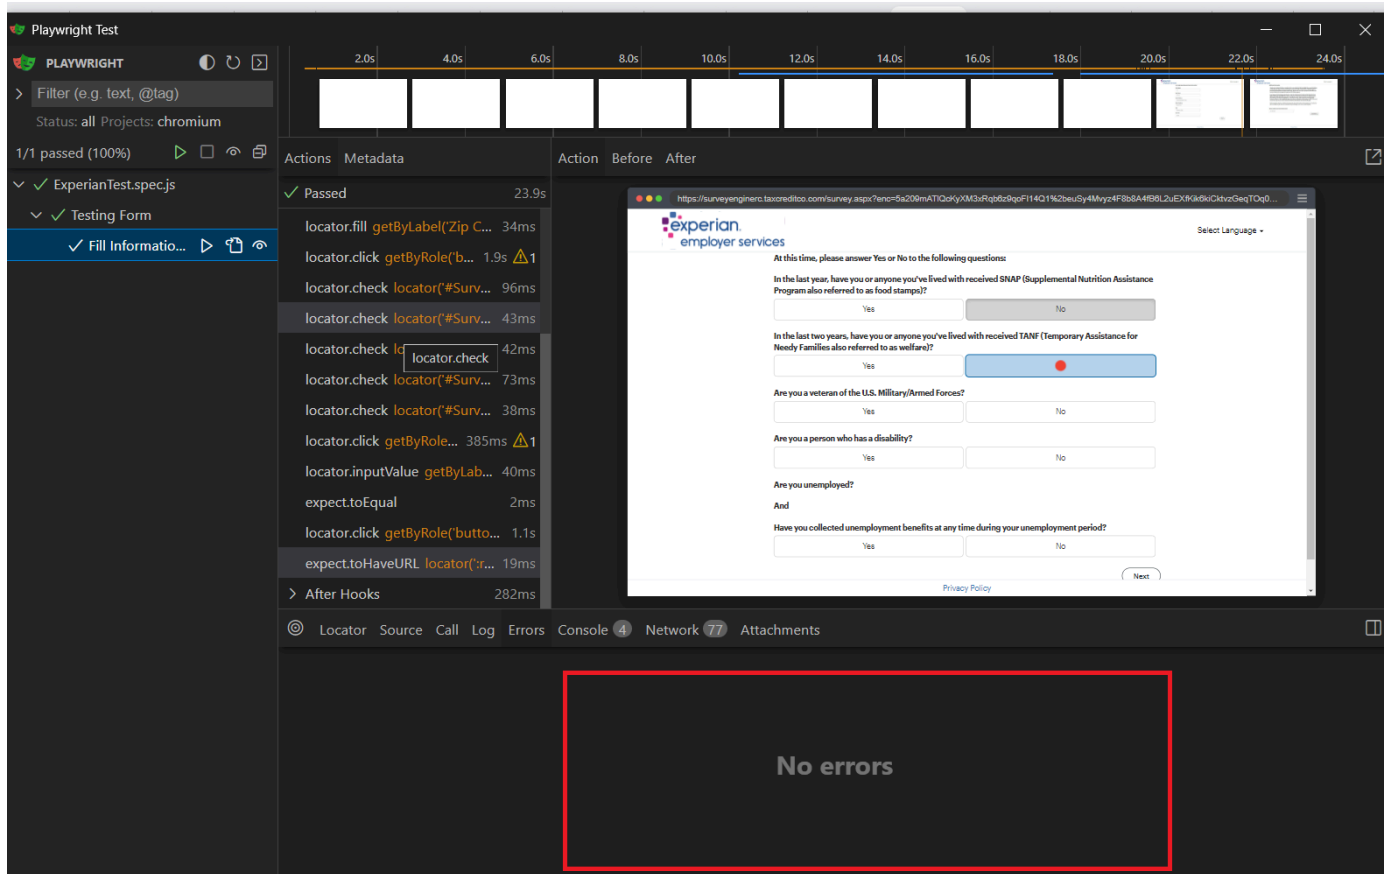 Playwright Test
PLAYWRIGHT
Filter (e.g. text, @tag)
Status: all Projects: chromium
1/1 passed (100%)
ExperianTest.spec.js
Testing Form
Fill Informatio...
2.0s 4.0s 6.0s 8.0s 10.0s 12.0s 14.0s 16.0s 18.0s 20.0s 22.0s 24.0s
Actions Metadata
Passed 23.9s
locator.fill getByLabel('Zip C... 34ms
locator.click getByRole('b... 1.9s 1
locator.check locator('#Surv... 96ms
locator.check locator('#Surv... 43ms
locator.check lo 42ms
locator.check
locator.check locator('#Surv... 73ms
locator.check locator('#Surv... 38ms
locator.click getByRole... 385ms 1
locator.inputValue getByLab... 40ms
expect.toEqual 2ms
locator.click getByRole('butto... 1.1s
expect.toHaveURL locator(':r... 19ms
After Hooks 282ms
Action Before After
experian.
employer services
Select Language
At this time, please answer Yes or No to the following questions:
In the last year, have you or anyone you've lived with received SNAP (Supplemental Nutrition Assistance
Program also referred to as food stamps)?
Yes No
In the last two years, have you or anyone you've lived with received TANF (Temporary Assistance for
Needy Families also referred to as welfare)?
Yes
Are you a veteran of the U.S. Military/Armed Forces?
Yes No
Are you a person who has a disability?
Yes No
Are you unemployed?
And
Have you collected unemployment benefits at any time during your unemployment period?
Yes No
Next
Privacy Policy
Locator Source Call Log Errors Console 4 Network 77 Attachments
No errors